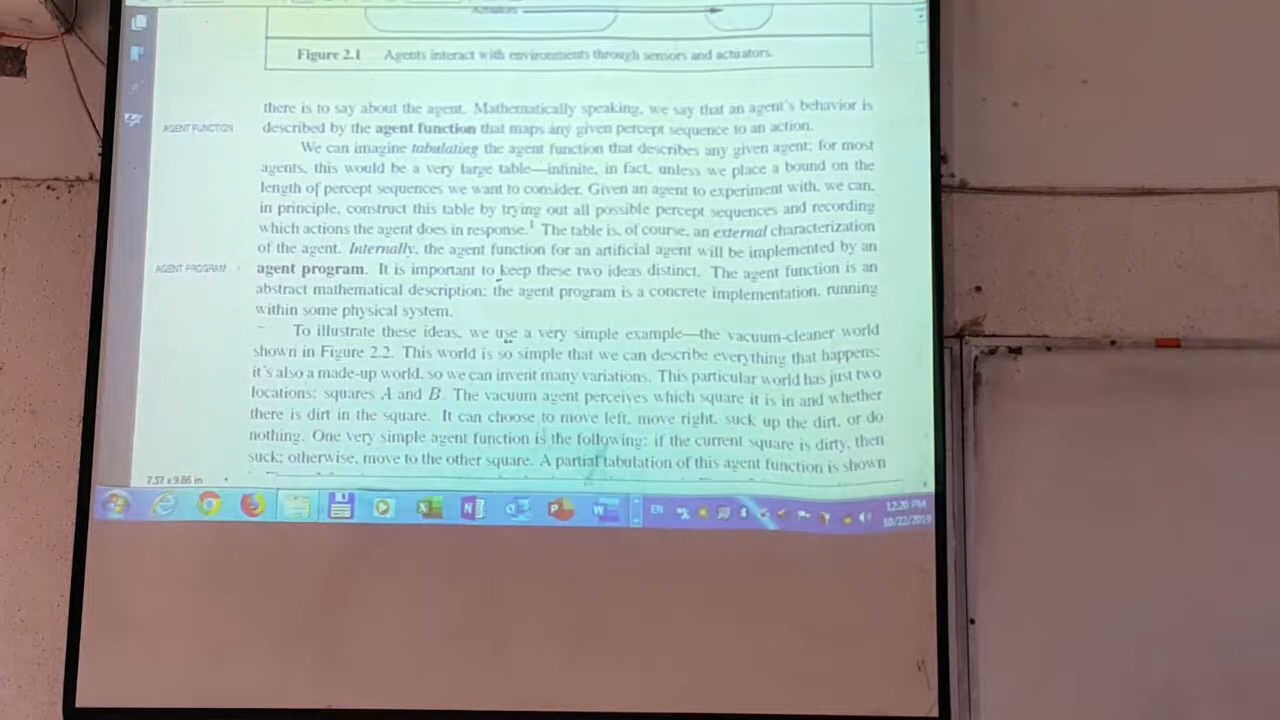 Actuators
Figure 2.1 Agents interact with environments through sensors and actuators.
there is to say about the agent. Mathematically speaking, we say that an agent's behavior is
AGENT FUNCTION described by the agent function that maps any given percept sequence to an action.
We can imagine tabulating the agent function that describes any given agent; for most
agents, this would be a very large table—infinite, in fact, unless we place a bound on the
length of percept sequences we want to consider. Given an agent to experiment with, we can,
in principle, construct this table by trying out all possible percept sequences and recording
which actions the agent does in response.1 The table is, of course, an external characterization
of the agent. Internally, the agent function for an artificial agent will be implemented by an
AGENT PROGRAM agent program. It is important to keep these two ideas distinct. The agent function is an
abstract mathematical description; the agent program is a concrete implementation, running
within some physical system.
To illustrate these ideas, we use a very simple example—the vacuum-cleaner world
shown in Figure 2.2. This world is so simple that we can describe everything that happens;
it's also a made-up world, so we can invent many variations. This particular world has just two
locations: squares A and B. The vacuum agent perceives which square it is in and whether
there is dirt in the square. It can choose to move left, move right, suck up the dirt, or do
nothing. One very simple agent function is the following: if the current square is dirty, then
suck; otherwise, move to the other square. A partial tabulation of this agent function is shown
7.57 x 9.86 in
EN
12:20 PM
10/22/2019